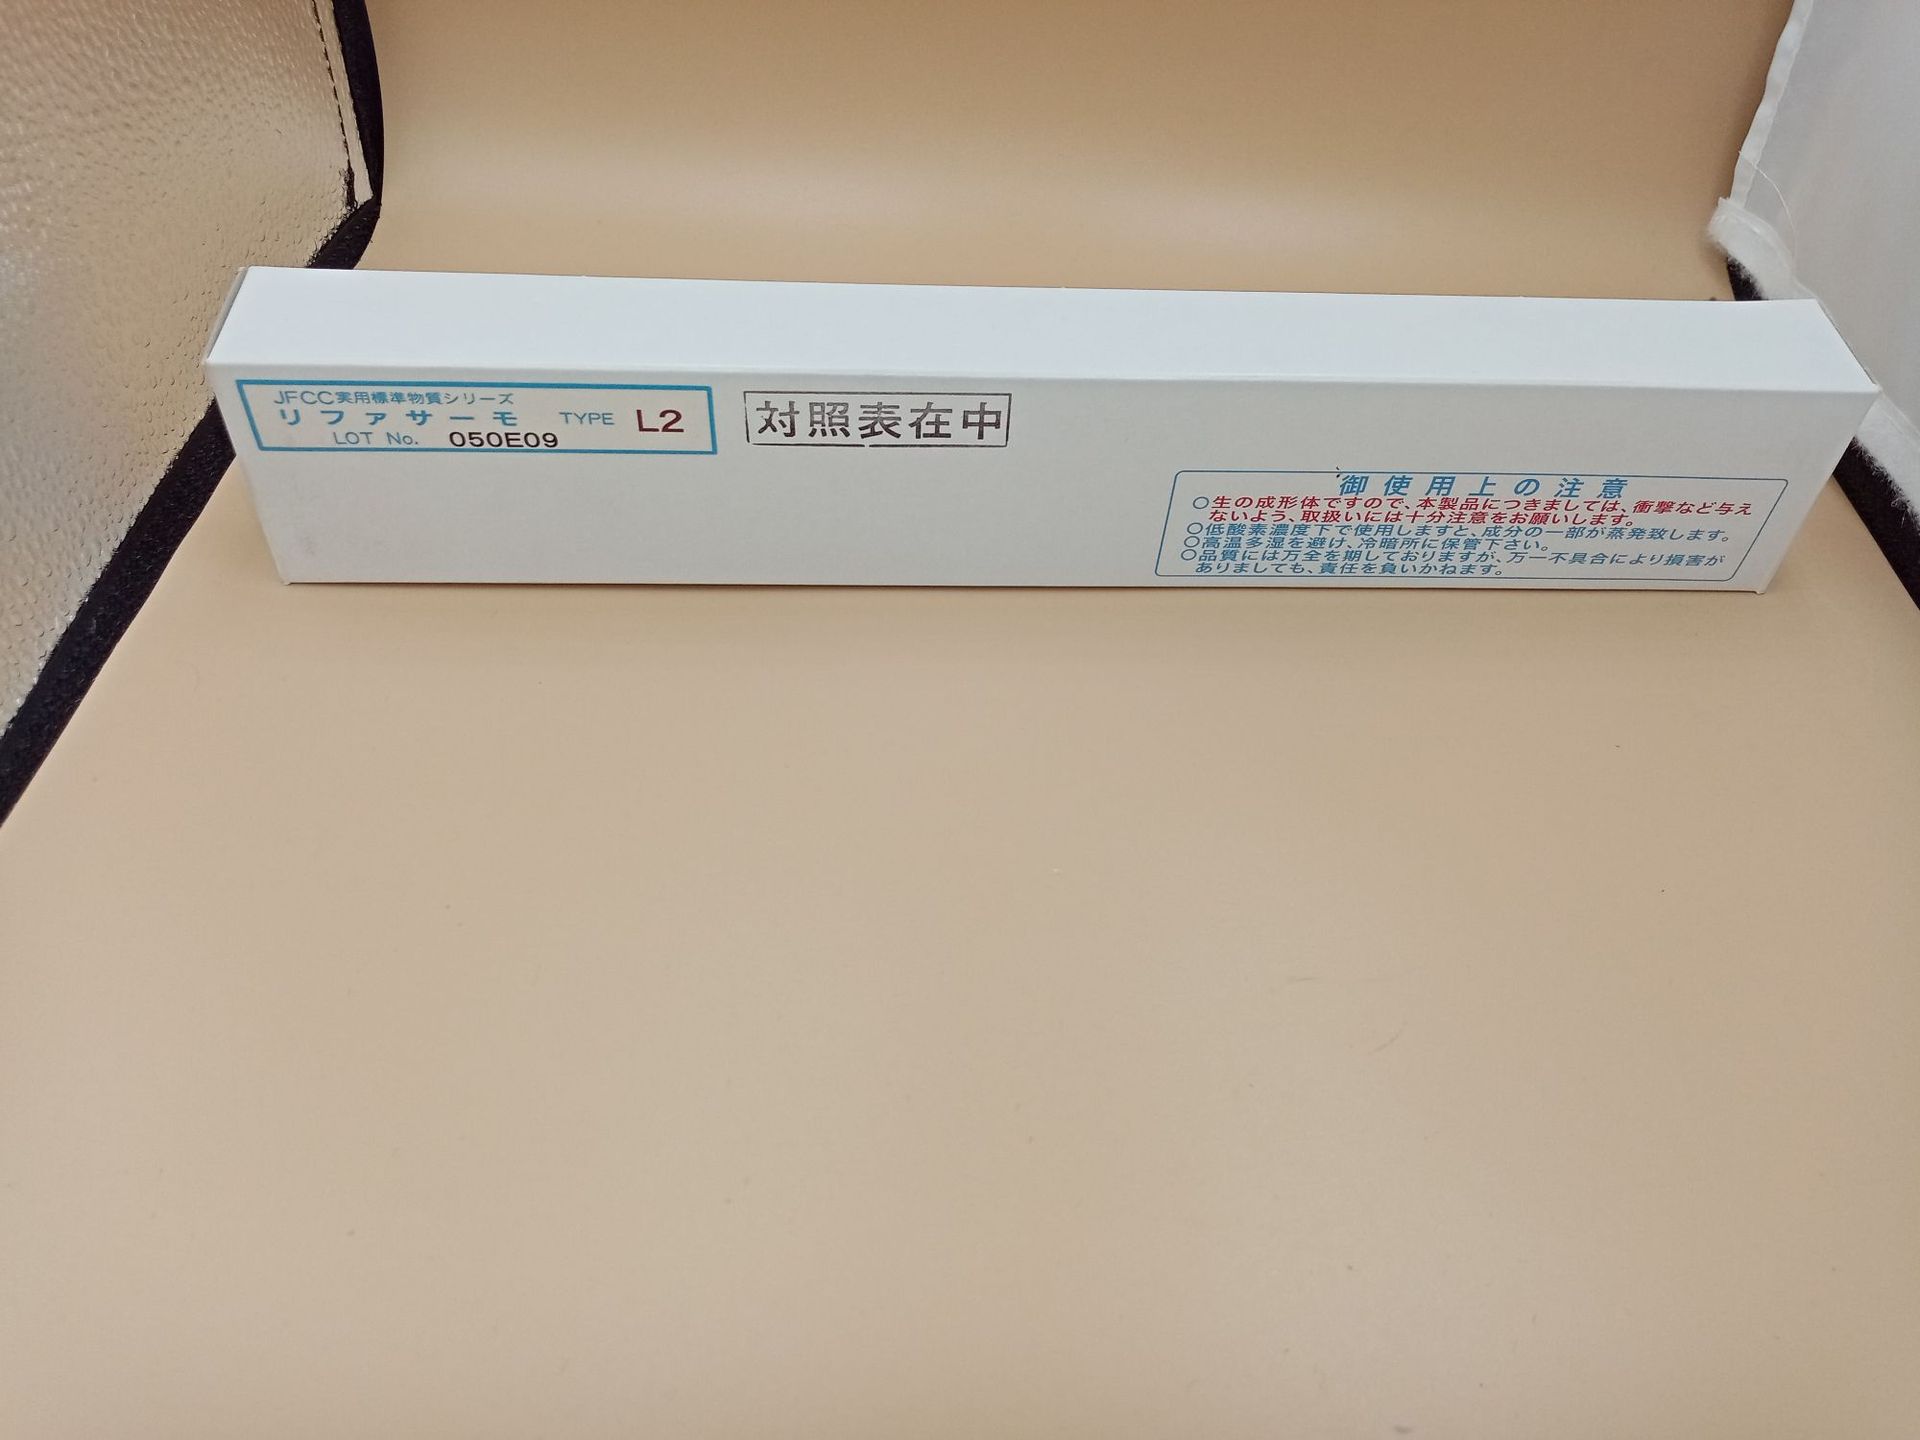 JFCC実用標準物質シリーズ
リファサーモ TYPE L2
LOT No. 050E09
対照表在中
御使用上の注意
○生の成形体ですので、本製品につきましては、衝撃など与え
ないよう、取扱いには十分注意をお願いします。
○低酸素濃度下で使用しますと、成分の一部が蒸発致します。
○高温多湿を避け、冷暗所に保管下さい。
○品質には万全を期しておりますが、万一不具合により損害が
ありましても、責任を負いかねます。